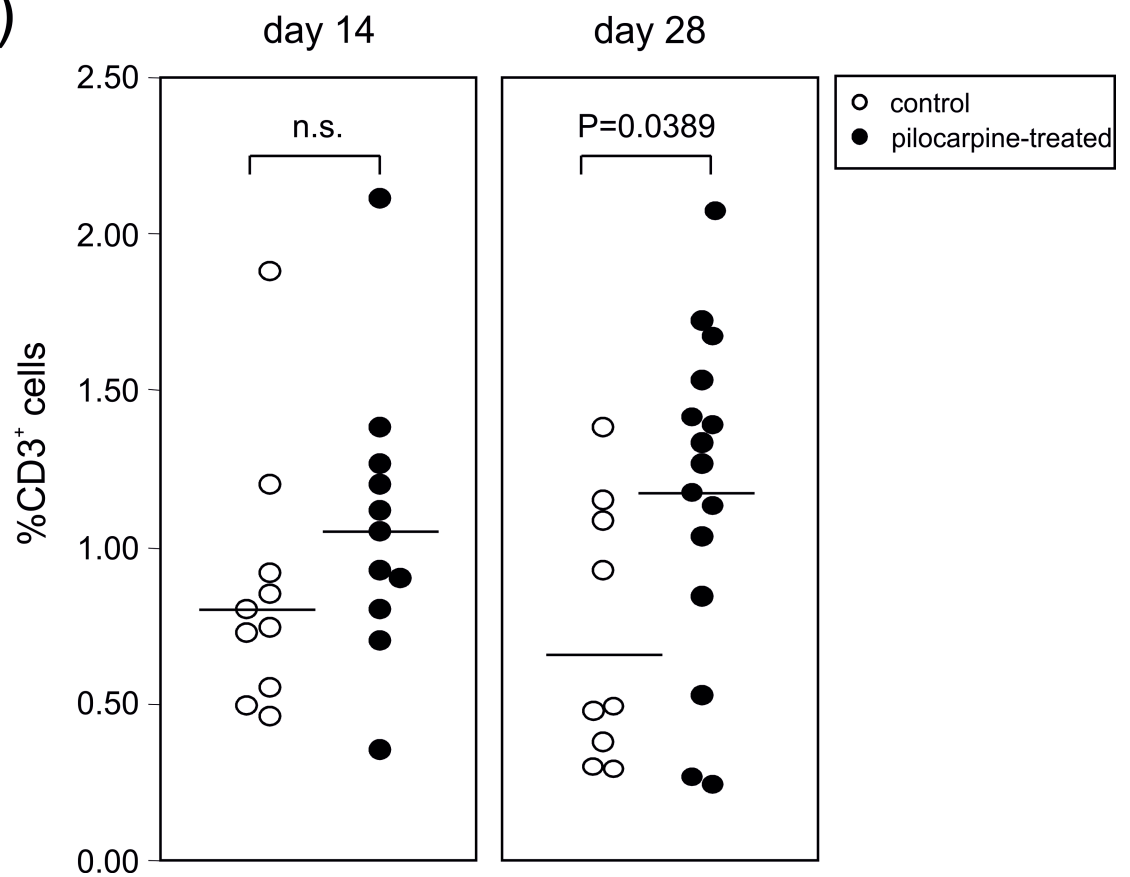 )
day 14
day 28
2.50
2.00
1.50
1.00
0.50
0.00
%CD3⁺ cells
n.s.
P=0.0389
control
pilocarpine-treated